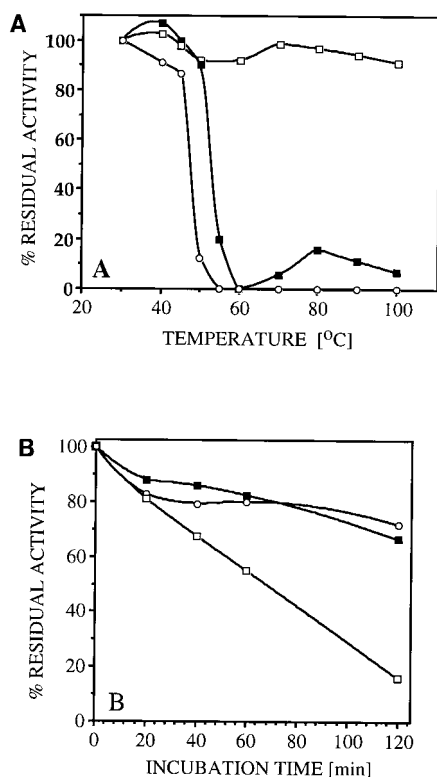 A
100
80
60
40
20
0
% RESIDUAL ACTIVITY
A
20 40 60 80 100
TEMPERATURE [°C]
B
100
80
60
40
20
0
% RESIDUAL ACTIVITY
B
0 20 40 60 80 100 120
INCUBATION TIME [min]